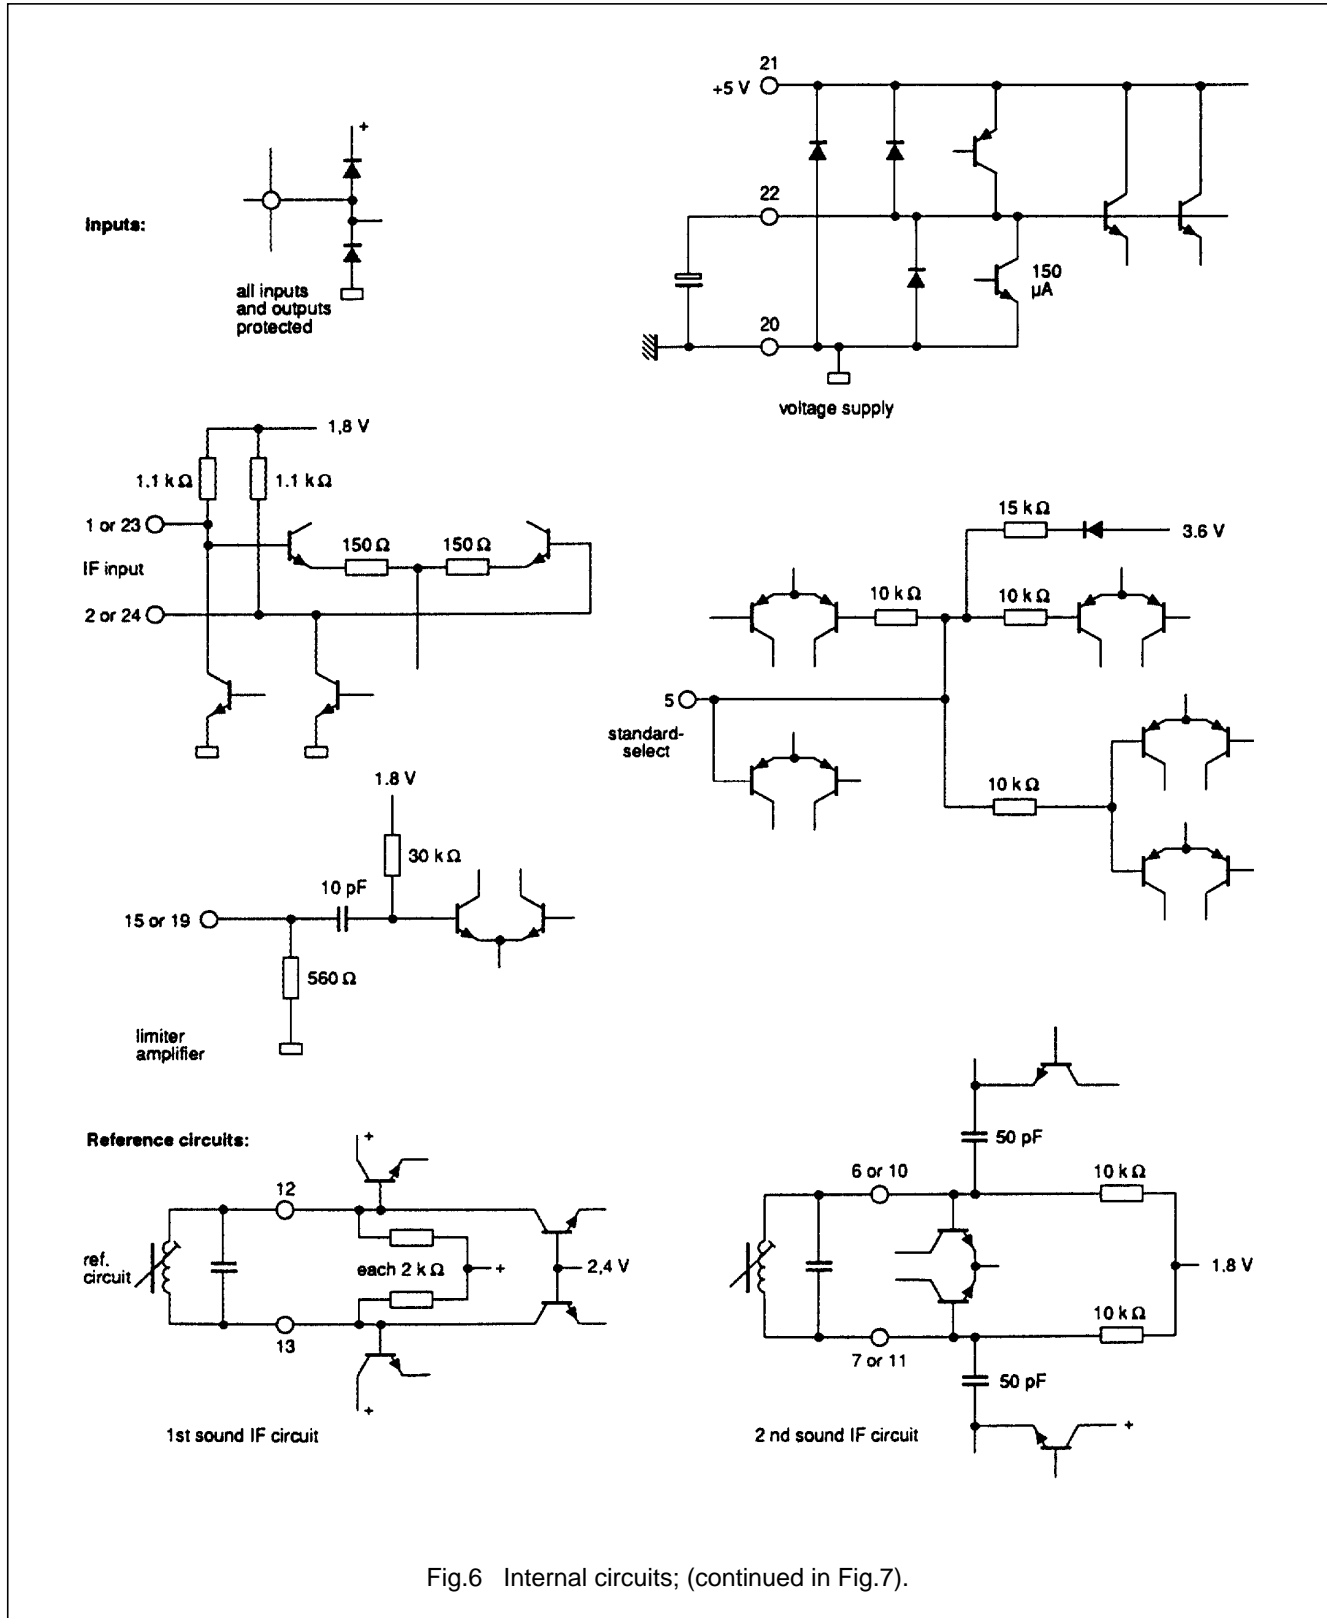 Inputs:
+
all inputs
and outputs
protected
21
+5 V
22
150
µA
20
voltage supply
1,8 V
1.1 kΩ
1.1 kΩ
1 or 23
150 Ω
150 Ω
IF input
2 or 24
15 kΩ
3.6 V
10 kΩ
10 kΩ
5
standard-
select
10 kΩ
1.8 V
30 kΩ
10 pF
15 or 19
560 Ω
limiter
amplifier
Reference circuits:
+
12
ref.
circuit
each 2 kΩ
+
2,4 V
13
+
1st sound IF circuit
50 pF
6 or 10
10 kΩ
1.8 V
10 kΩ
7 or 11
50 pF
+
2 nd sound IF circuit
Fig.6 Internal circuits; (continued in Fig.7).